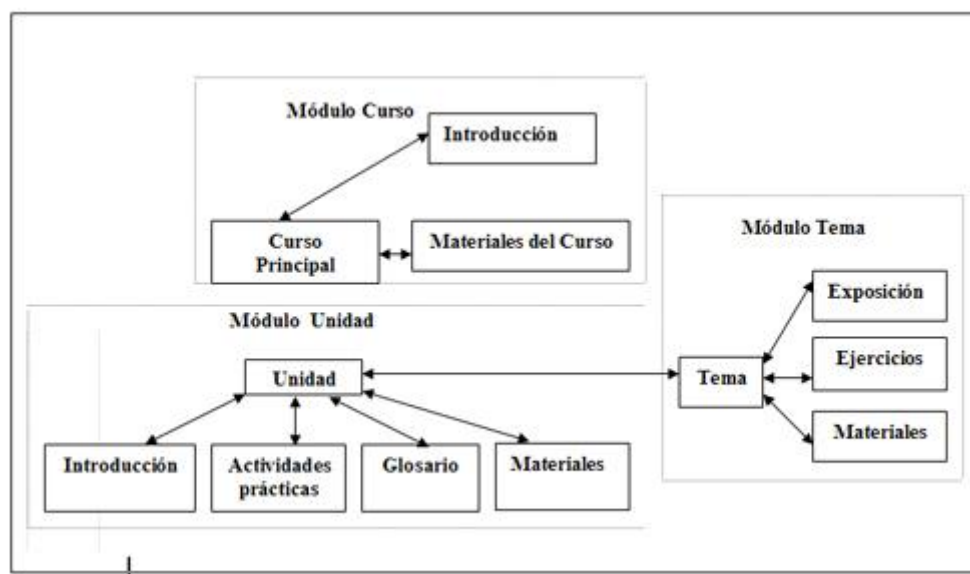 Módulo Curso
Introducción
Curso
Principal
Materiales del Curso
Módulo Tema
Exposición
Ejercicios
Tema
Materiales
Módulo Unidad
Unidad
Introducción
Actividades
prácticas
Glosario
Materiales